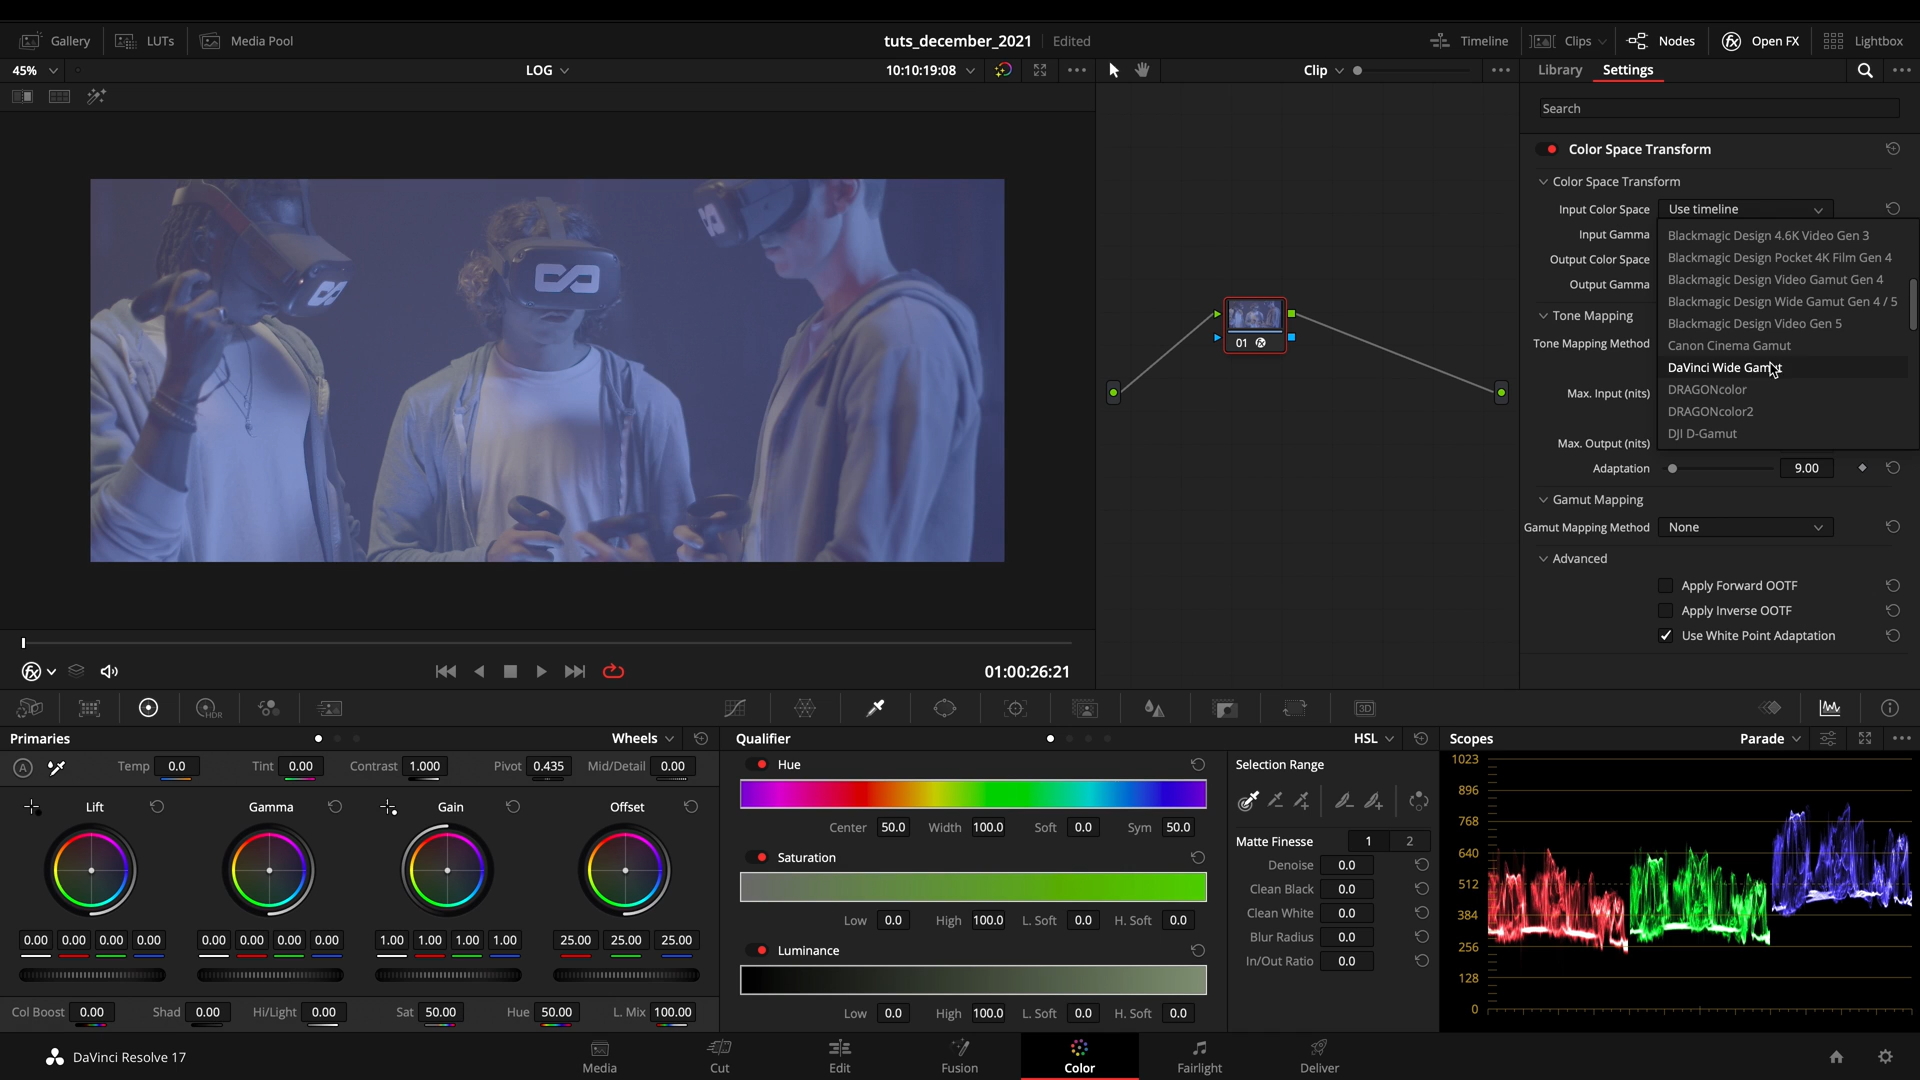 Gallery LUTs Media Pool tuts_december_2021 Edited Timeline Clips Nodes Open FX Lightbox
45% LOG 10:10:19:08 Clip Library Settings
Search
Color Space Transform
Color Space Transform
Input Color Space Use timeline
Input Gamma Blackmagic Design 4.6K Video Gen 3
Output Color Space Blackmagic Design Pocket 4K Film Gen 4
Output Gamma Blackmagic Design Video Gamut Gen 4
Blackmagic Design Wide Gamut Gen 4 / 5
Tone Mapping Blackmagic Design Video Gen 5
Tone Mapping Method Canon Cinema Gamut
DaVinci Wide Gamut
Max. Input (nits) DRAGONcolor
DRAGONcolor2
Max. Output (nits) DJI D-Gamut
Adaptation 9.00
Gamut Mapping
Gamut Mapping Method None
Advanced
Apply Forward OOTF
Apply Inverse OOTF
Use White Point Adaptation
01
01:00:26:21
HDR 3D
Primaries Wheels
A Temp 0.0 Tint 0.00 Contrast 1.000 Pivot 0.435 Mid/Detail 0.00
Lift Gamma Gain Offset
0.00 0.00 0.00 0.00 0.00 0.00 0.00 0.00 1.00 1.00 1.00 1.00 25.00 25.00 25.00
Col Boost 0.00 Shad 0.00 Hi/Light 0.00 Sat 50.00 Hue 50.00 L. Mix 100.00
Qualifier HSL
Hue
Center 50.0 Width 100.0 Soft 0.0 Sym 50.0
Saturation
Low 0.0 High 100.0 L. Soft 0.0 H. Soft 0.0
Luminance
Low 0.0 High 100.0 L. Soft 0.0 H. Soft 0.0
Selection Range
Matte Finesse 1 2
Denoise 0.0
Clean Black 0.0
Clean White 0.0
Blur Radius 0.0
In/Out Ratio 0.0
Scopes Parade
1023
896
768
640
512
384
256
128
0
DaVinci Resolve 17 Media Cut Edit Fusion Color Fairlight Deliver